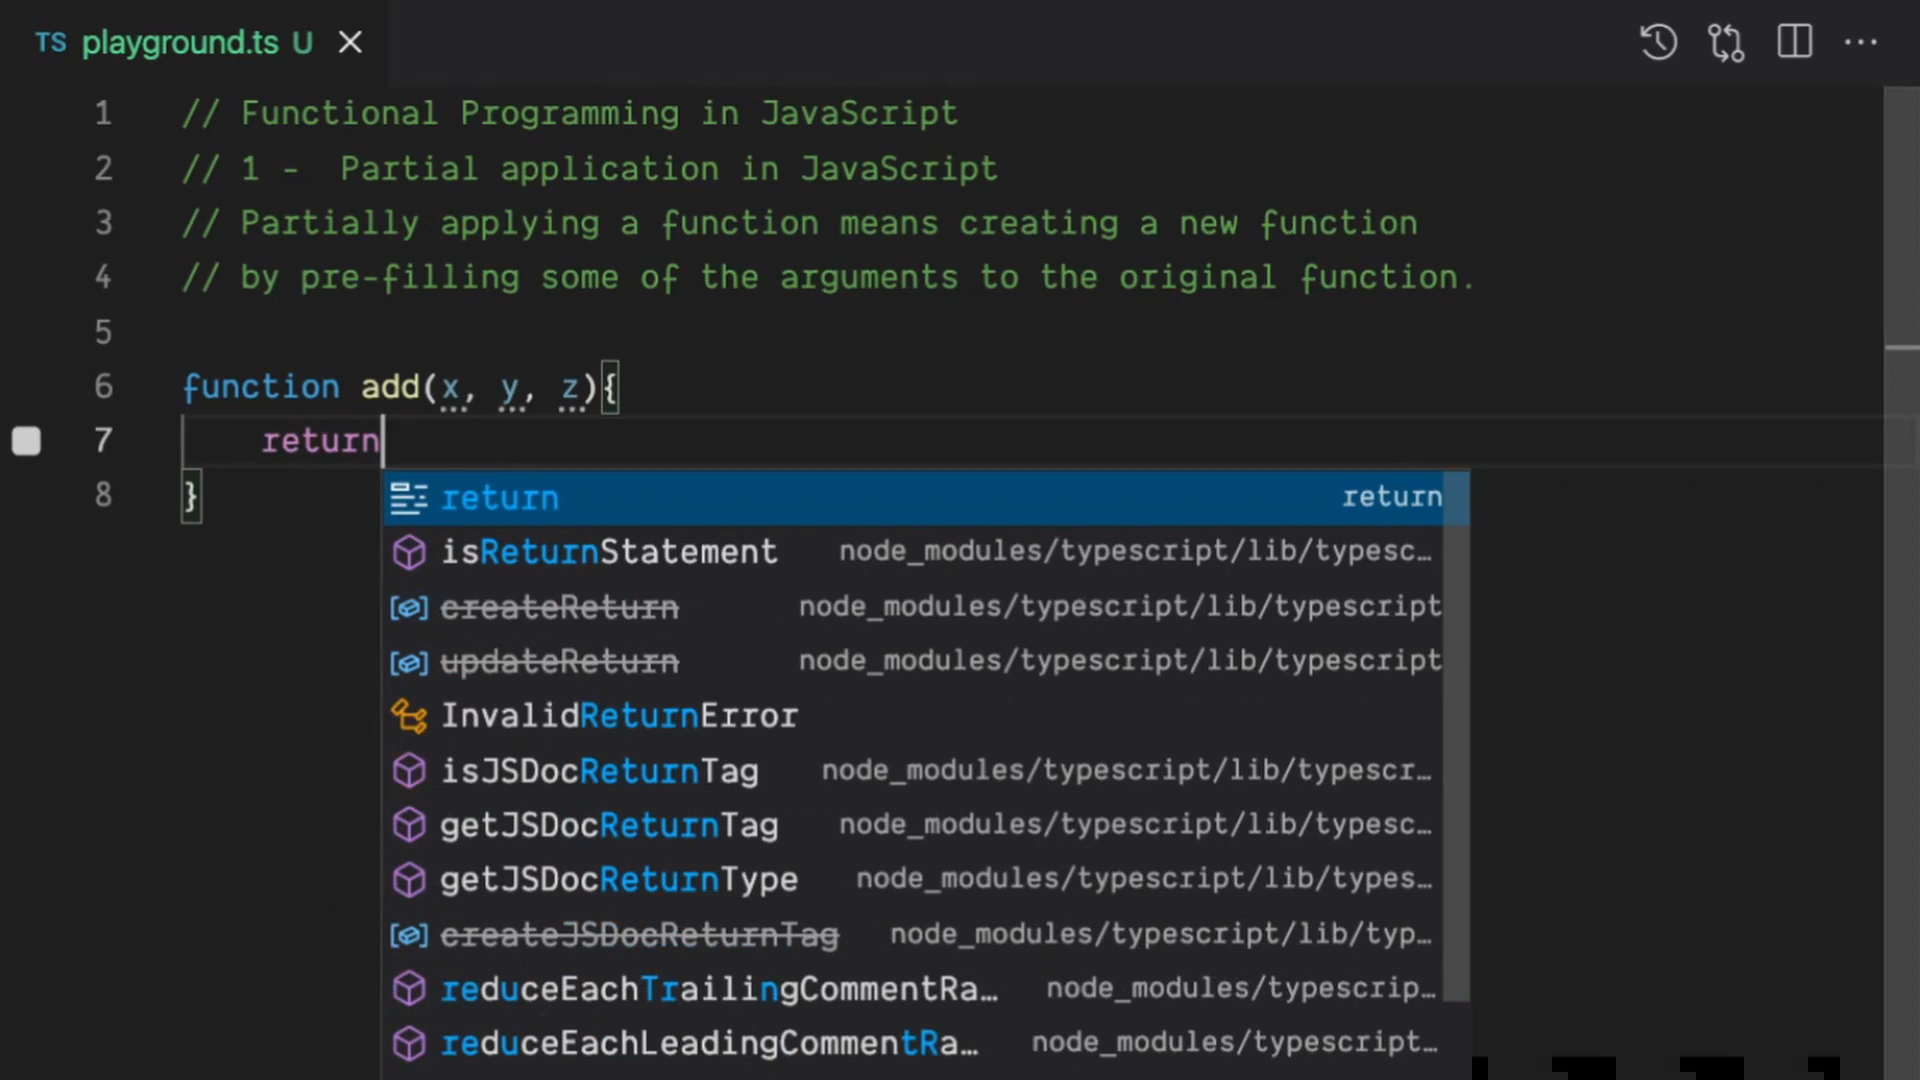 TS playground.ts U
1 // Functional Programming in JavaScript
2 // 1 -  Partial application in JavaScript
3 // Partially applying a function means creating a new function
4 // by pre-filling some of the arguments to the original function.
5
6 function add(x, y, z){
7 return
8 }
return return
isReturnStatement node_modules/typescript/lib/typesc…
createReturn node_modules/typescript/lib/typescript
updateReturn node_modules/typescript/lib/typescript
InvalidReturnError
isJSDocReturnTag node_modules/typescript/lib/typescr…
getJSDocReturnTag node_modules/typescript/lib/typesc…
getJSDocReturnType node_modules/typescript/lib/types…
createJSDocReturnTag node_modules/typescript/lib/typ…
reduceEachTrailingCommentRa… node_modules/typescrip…
reduceEachLeadingCommentRa… node_modules/typescript…